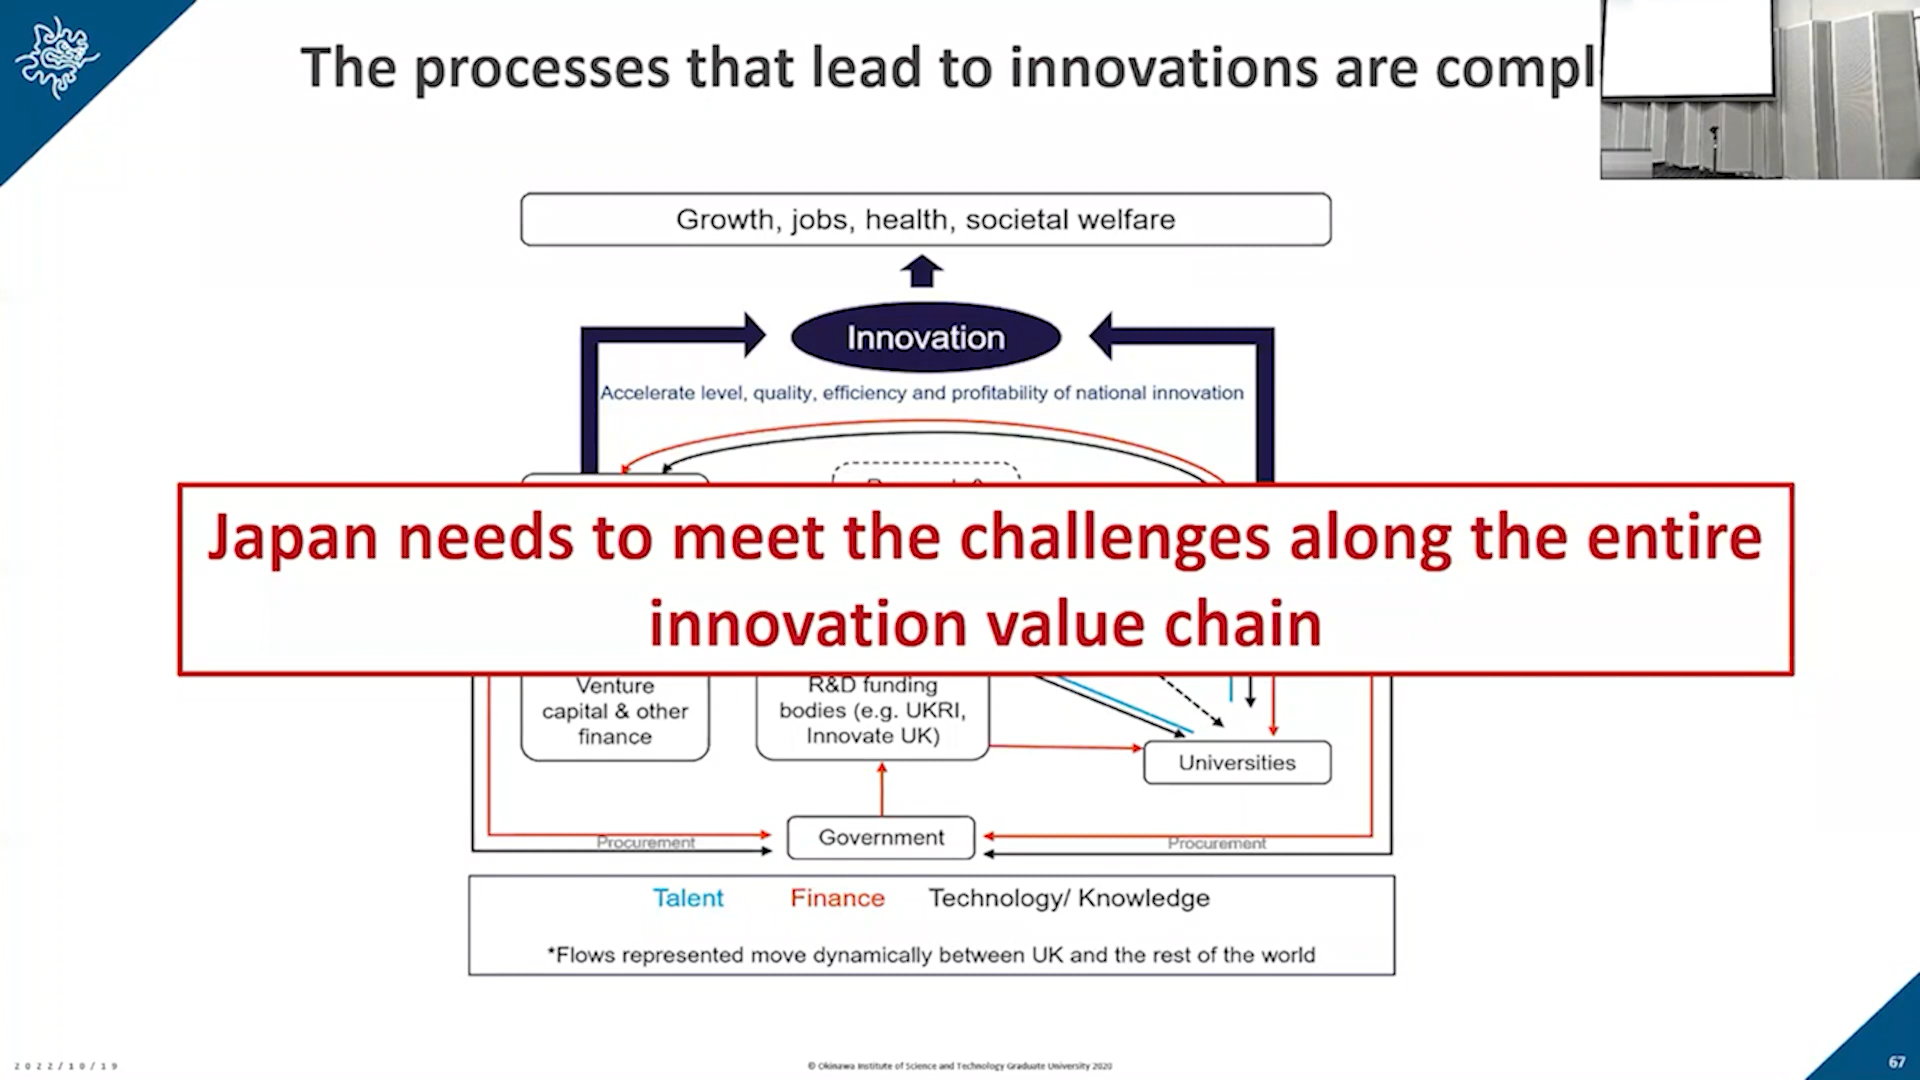 The processes that lead to innovations are compl
Growth, jobs, health, societal welfare
Innovation
Accelerate level, quality, efficiency and profitability of national innovation
Japan needs to meet the challenges along the entire
innovation value chain
Venture
capital & other
finance
R&D funding
bodies (e.g. UKRI,
Innovate UK)
Universities
Government
Procurement
Procurement
Talent Finance Technology/ Knowledge
*Flows represented move dynamically between UK and the rest of the world
2022/10/19
© Okinawa Institute of Science and Technology Graduate University 2020
67